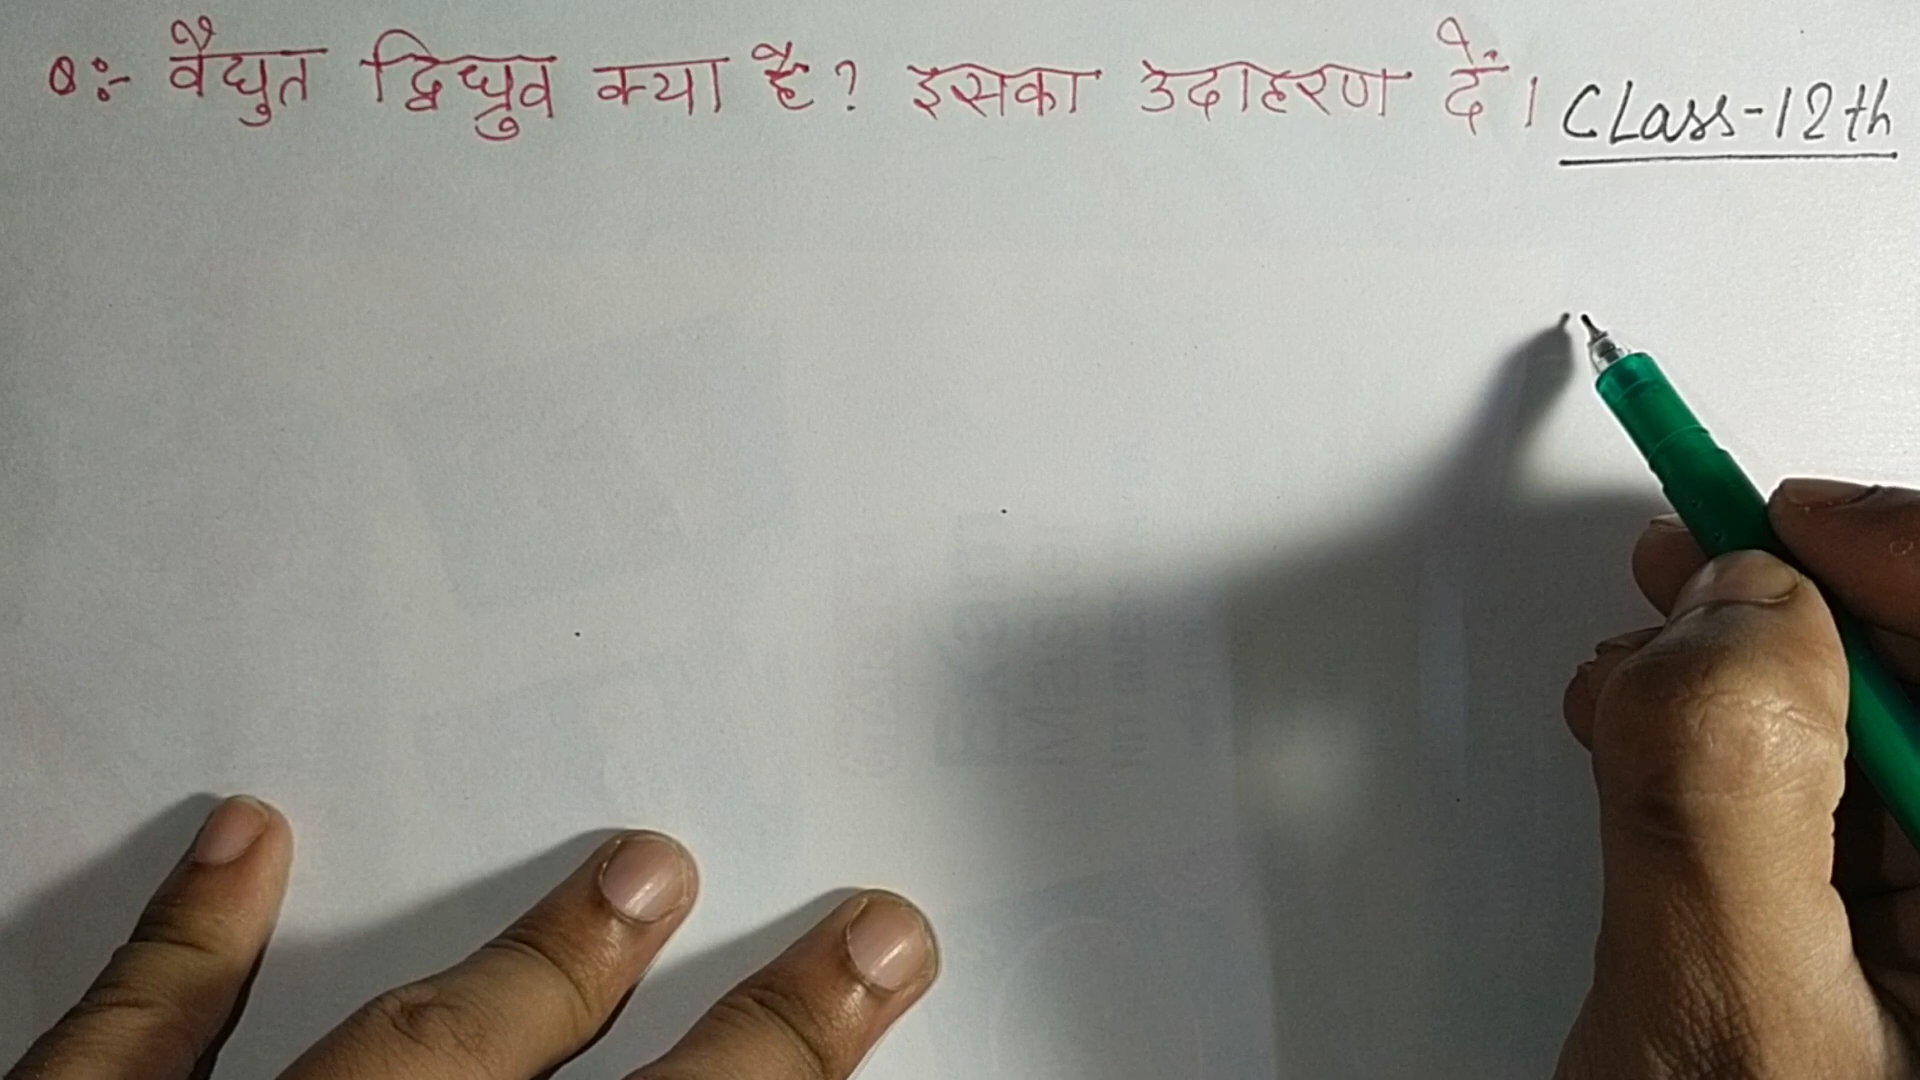 Q:- वैद्युत द्विध्रुव क्या है? इसका उदाहरण दें। CLass-12th